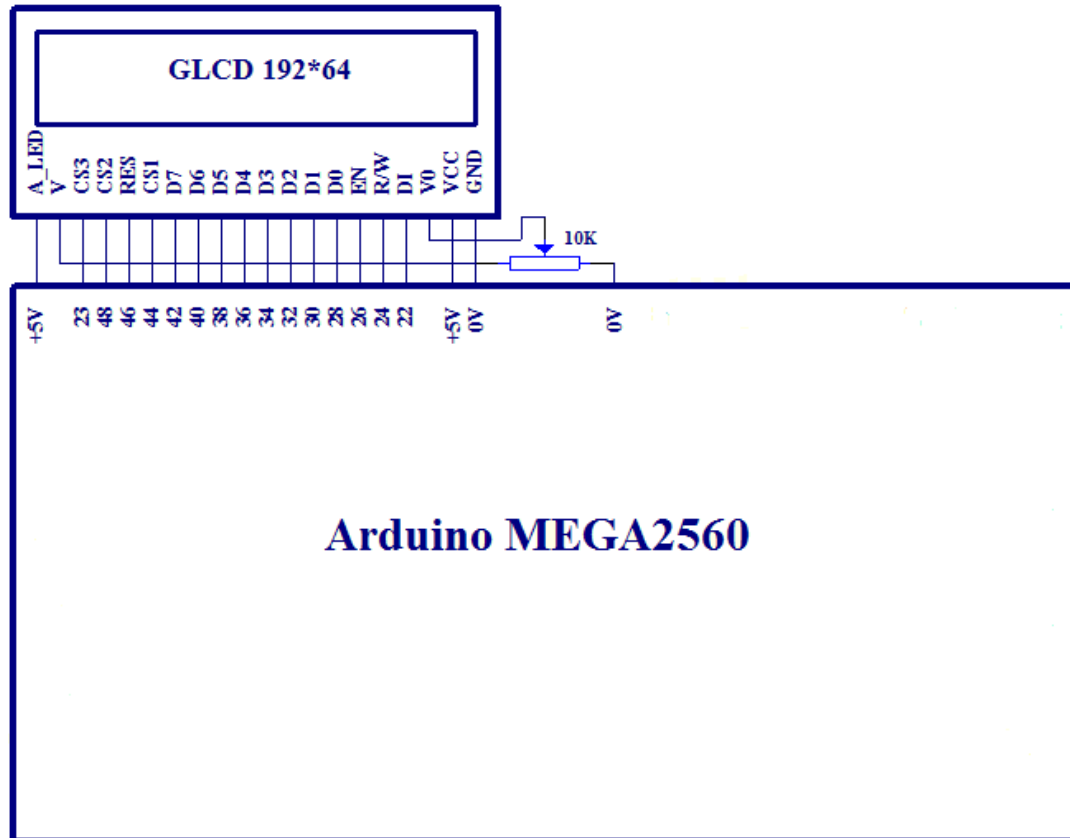 GLCD 192*64
A_LED V CS3 CS2 RES CS1 D7 D6 D5 D4 D3 D2 D1 D0 EN R/W DI V0 VCC GND
10K
+5V 23 48 46 44 42 40 38 36 34 32 30 28 26 24 22 +5V 0V 0V
Arduino MEGA2560